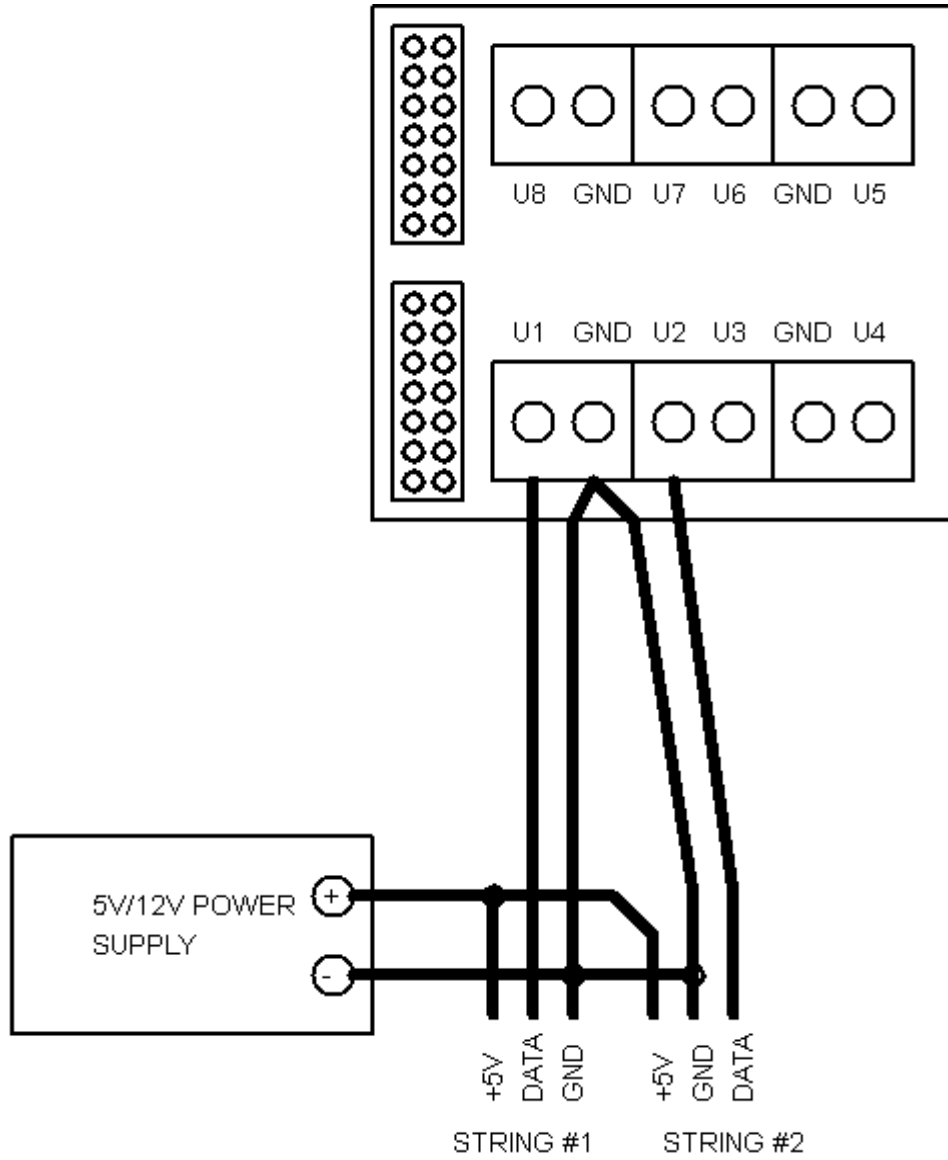 U8 GND U7 U6 GND U5
U1 GND U2 U3 GND U4
5V/12V POWER
SUPPLY
+
-
+5V DATA GND +5V GND DATA
STRING #1 STRING #2